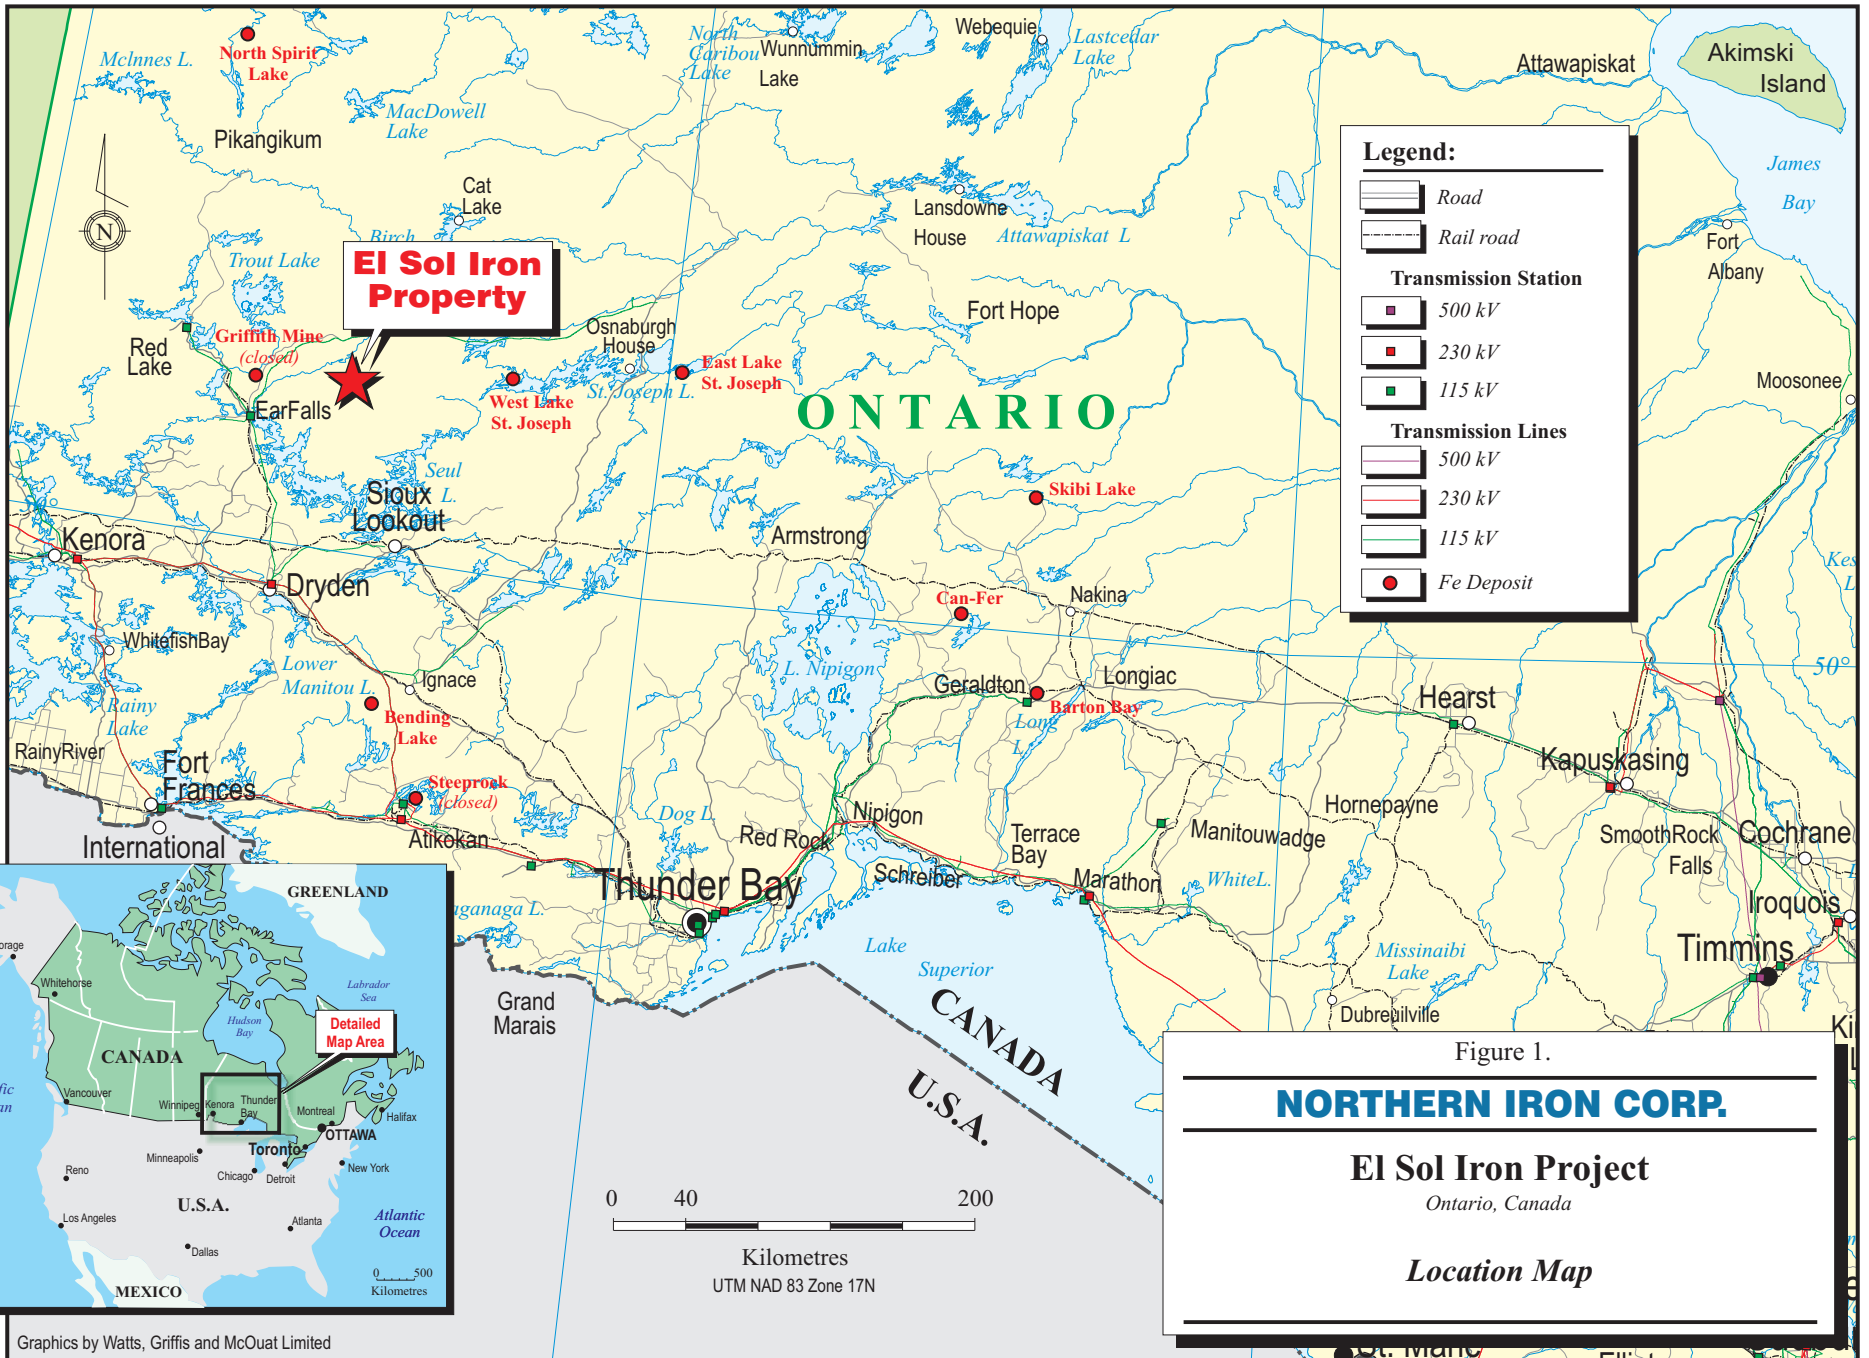 North Spirit
Lake
McInnes L.
MacDowell
Lake
Pikangikum
North
Caribou
Lake
Wunnummin
Lake
Webequie
Lastcedar
Lake
Attawapiskat
Akimski
Island
James
Bay
Cat
Lake
Birch
Trout Lake
El Sol Iron
Property
Lansdowne
House
Attawapiskat L
Fort Hope
Fort
Albany
Moosonee
Legend:
Road
Rail road
Transmission Station
500 kV
230 kV
115 kV
Transmission Lines
500 kV
230 kV
115 kV
Fe Deposit
Red
Lake
Griffith Mine
(closed)
EarFalls
Osnaburgh
House
St. Joseph L.
West Lake
St. Joseph
East Lake
St. Joseph
ONTARIO
Seul
L.
Sioux
Lookout
Skibi Lake
Armstrong
50°
Kenora
Dryden
WhitefishBay
Lower
Manitou L.
Ignace
Bending
Lake
Rainy
Lake
RainyRiver
Fort
Frances
International
Steeprock
(closed)
Atikokan
L. Nipigon
Can-Fer
Nakina
Geraldton
Longlac
Barton Bay
Long
L.
Hearst
Kapuskasing
50°
Kes
L
Hornepayne
SmoothRock
Falls
Cochrane
Iroquois
Timmins
Dog L.
Red Rock
Nipigon
Terrace
Bay
Schreiber
Manitouwadge
Marathon
WhiteL.
Thunder Bay
aganaga L.
Grand
Marais
Lake
Superior
Missinaibi
Lake
Dubreuilville
CANADA
U.S.A.
N
GREENLAND
orage
Whitehorse
Labrador
Sea
Hudson
Bay
Detailed
Map Area
CANADA
fic
an
Vancouver
Winnipeg
Kenora
Thunder
Bay
Montreal
Halifax
OTTAWA
Toronto
Minneapolis
Chicago
Detroit
New York
Reno
U.S.A.
Los Angeles
Atlanta
Atlantic
Ocean
Dallas
MEXICO
0 500
Kilometres
0 40 200
Kilometres
UTM NAD 83 Zone 17N
Figure 1.
NORTHERN IRON CORP.
El Sol Iron Project
Ontario, Canada
Location Map
Graphics by Watts, Griffis and McOuat Limited